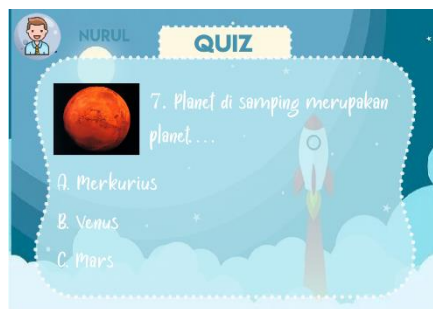 NURUL
QUIZ
7. Planet di samping merupakan
planet....
A. Merkurius
B. Venus
C. Mars